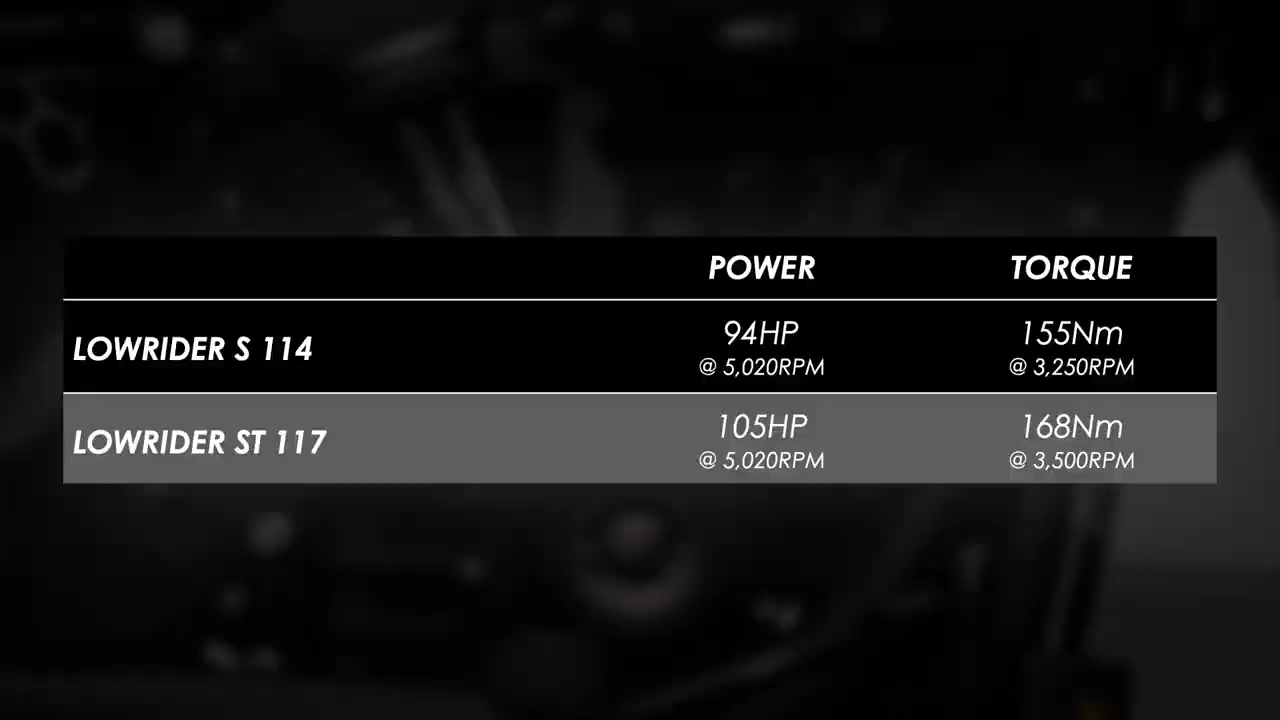 POWER TORQUE
LOWRIDER S 114 94HP 155Nm
@ 5,020RPM @ 3,250RPM
LOWRIDER ST 117 105HP 168Nm
@ 5,020RPM @ 3,500RPM